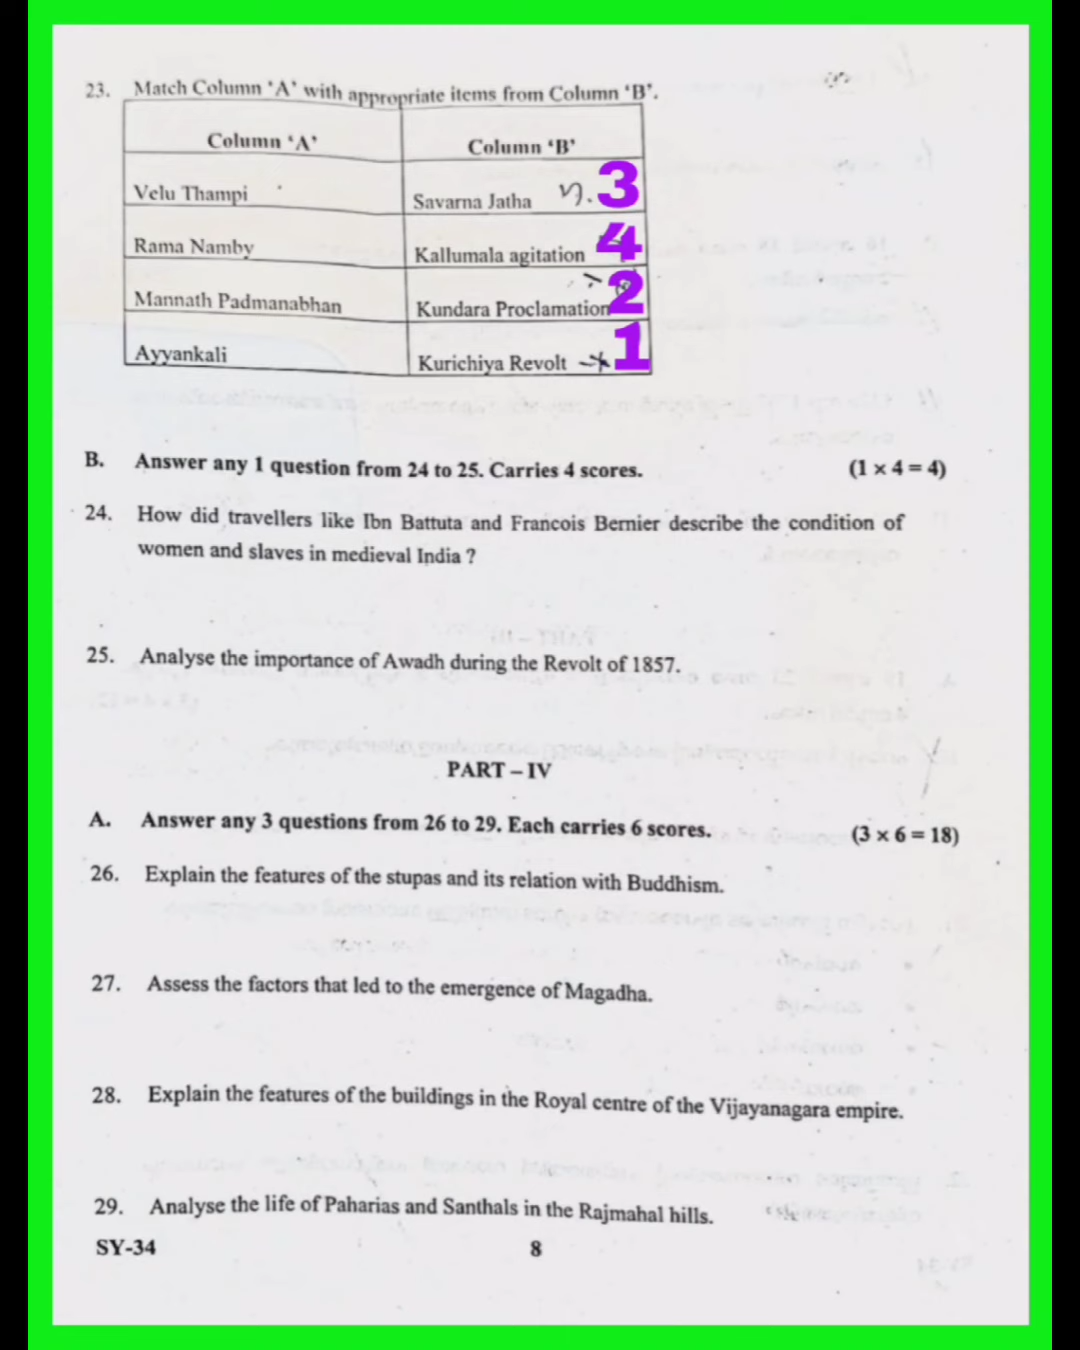 23. Match Column 'A' with appropriate items from Column 'B'.
Column 'A' Column 'B'
Velu Thampi Savarna Jatha 3
Rama Namby Kallumala agitation 4
Mannath Padmanabhan Kundara Proclamation 2
Ayyankali Kurichiya Revolt 1
B. Answer any 1 question from 24 to 25. Carries 4 scores. (1 × 4 = 4)
24. How did travellers like Ibn Battuta and Francois Bernier describe the condition of
women and slaves in medieval India ?
25. Analyse the importance of Awadh during the Revolt of 1857.
PART – IV
A. Answer any 3 questions from 26 to 29. Each carries 6 scores. (3 × 6 = 18)
26. Explain the features of the stupas and its relation with Buddhism.
27. Assess the factors that led to the emergence of Magadha.
28. Explain the features of the buildings in the Royal centre of the Vijayanagara empire.
29. Analyse the life of Paharias and Santhals in the Rajmahal hills.
SY-34 8